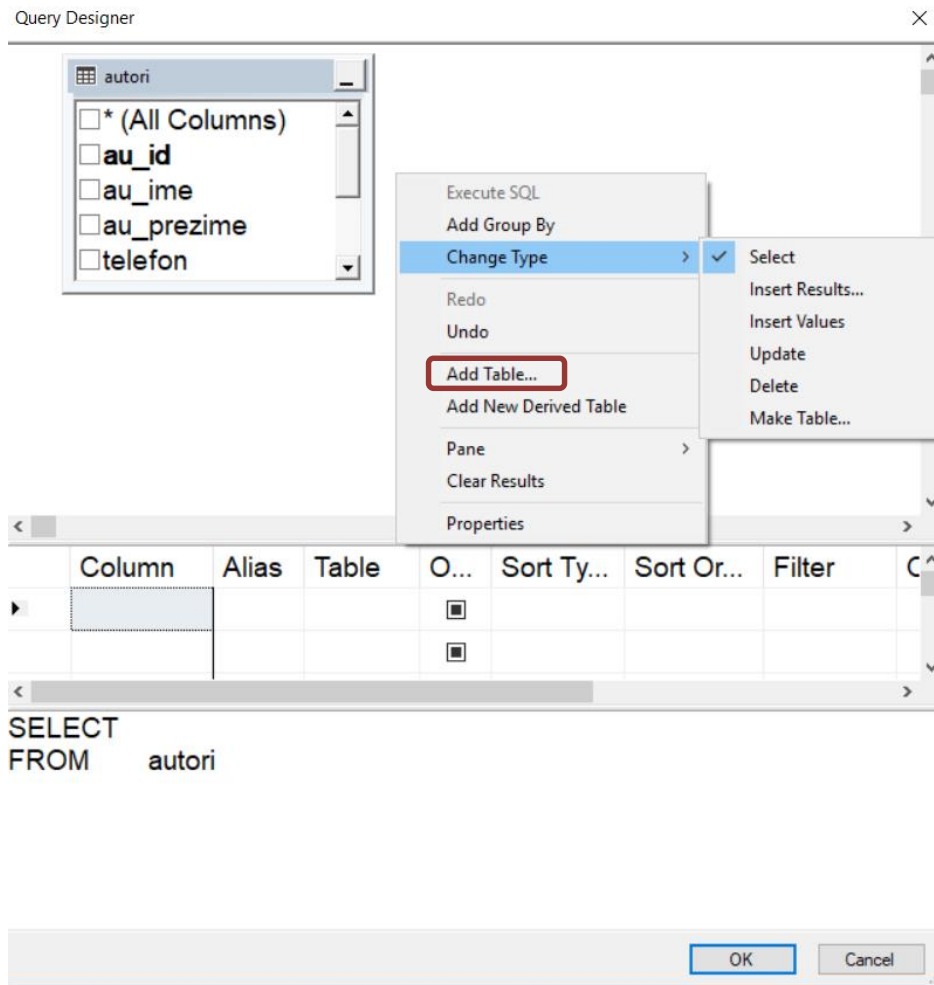 Query Designer
autori
* (All Columns)
au_id
au_ime
au_prezime
telefon
Execute SQL
Add Group By
Change Type
Redo
Undo
Add Table...
Add New Derived Table
Pane
Clear Results
Properties
Select
Insert Results...
Insert Values
Update
Delete
Make Table...
Column Alias Table O... Sort Ty... Sort Or... Filter
SELECT
FROM autori
OK Cancel